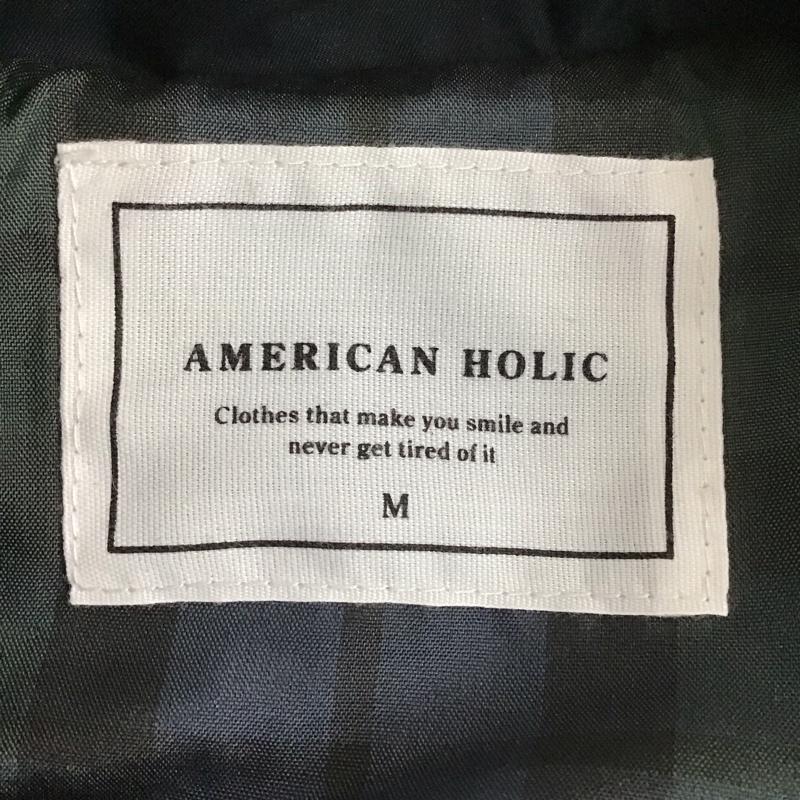 AMERICAN HOLIC
Clothes that make you smile and
never get tired of it
M